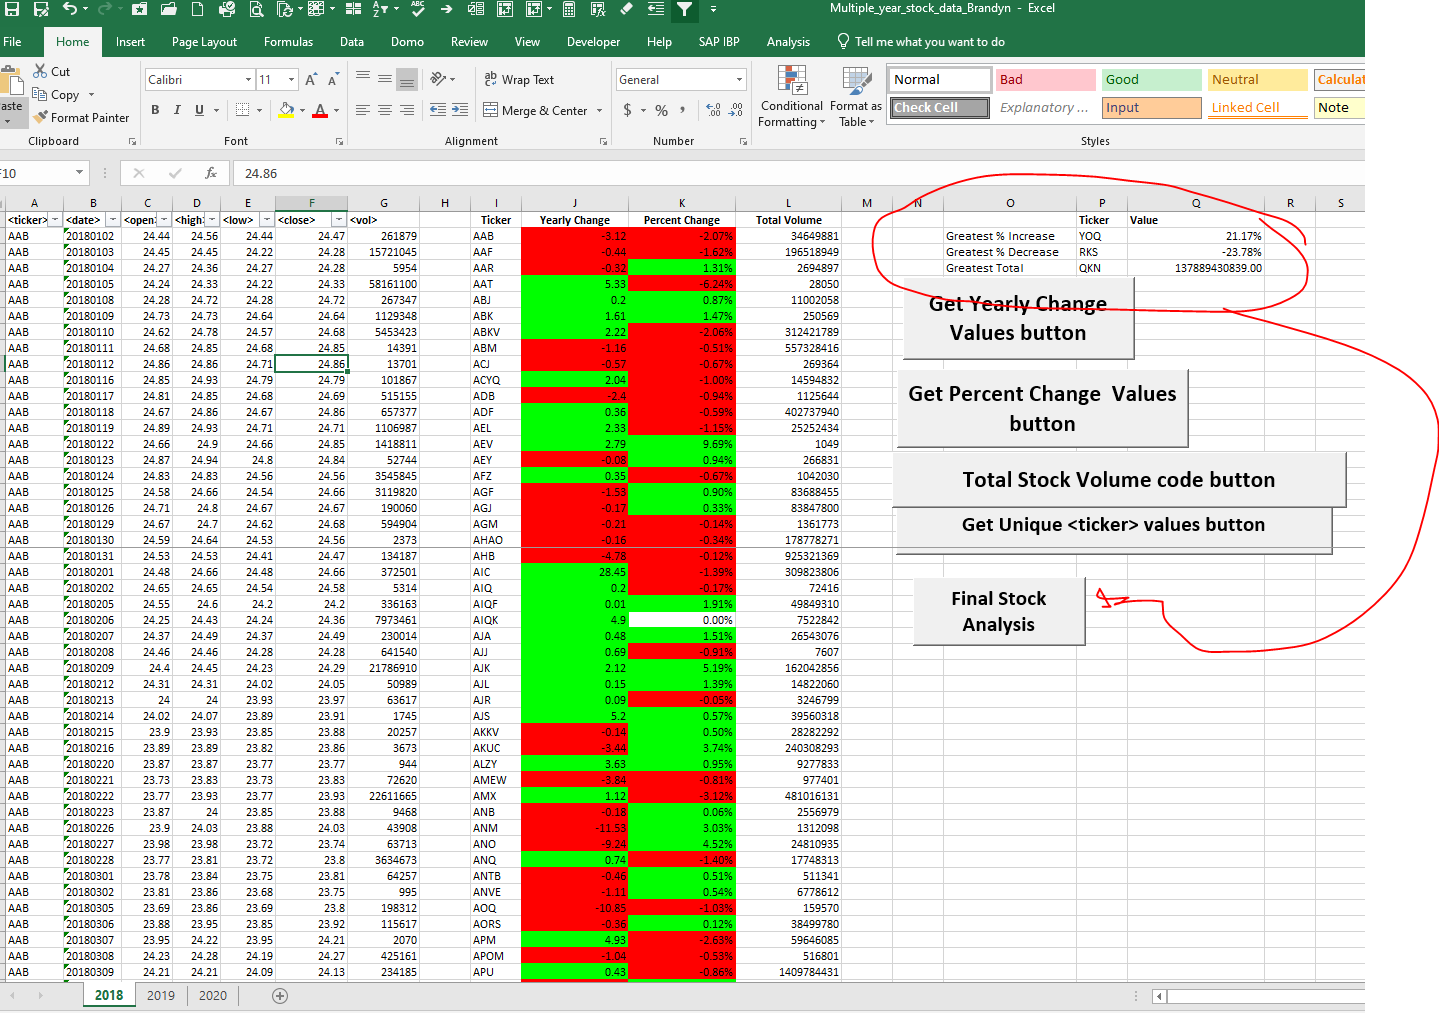 Multiple_year_stock_data_Brandyn - Excel
File Home Insert Page Layout Formulas Data Domo Review View Developer Help SAP IBP Analysis Tell me what you want to do
Cut
Copy
Format Painter
aste
Clipboard
Calibri 11
B I U
Font
Wrap Text
Merge & Center
Alignment
General
$ % ,
Number
Conditional Formatting
Format as Table
Normal Bad Good Neutral Calculat
Check Cell Explanatory ... Input Linked Cell Note
Styles
F10 fx 24.86
A B C D E F G H I J K L M N O P Q R S
<ticker> <date> <open> <high> <low> <close> <vol> Ticker Yearly Change Percent Change Total Volume Ticker Value
AAB 20180102 24.44 24.56 24.44 24.47 261879 AAB -3.12 -2.07% 34649881 Greatest % Increase YOQ 21.17%
AAB 20180103 24.45 24.45 24.22 24.28 15721045 AAF -0.44 -1.62% 196518949 Greatest % Decrease RKS -23.78%
AAB 20180104 24.27 24.36 24.27 24.28 5954 AAR -0.32 1.31% 2694897 Greatest Total QKN 137889430839.00
AAB 20180105 24.24 24.33 24.22 24.33 58161100 AAT 5.33 -6.24% 28050
AAB 20180108 24.28 24.72 24.28 24.72 267347 ABJ 0.2 0.87% 11002058
AAB 20180109 24.73 24.73 24.64 24.64 1129348 ABK 1.61 1.47% 250569
AAB 20180110 24.62 24.78 24.57 24.68 5453423 ABKV 2.22 -2.06% 312421789
AAB 20180111 24.68 24.85 24.68 24.85 14391 ABM -1.16 -0.51% 557328416
AAB 20180112 24.86 24.86 24.71 24.86 13701 ACJ -0.57 -0.67% 269364
AAB 20180116 24.85 24.93 24.79 24.79 101867 ACYQ 2.04 -1.00% 14594832
AAB 20180117 24.81 24.85 24.68 24.69 515155 ADB -2.4 -0.94% 1125644
AAB 20180118 24.67 24.86 24.67 24.86 657377 ADF 0.36 -0.59% 402737940
AAB 20180119 24.89 24.93 24.71 24.71 1106987 AEL 2.33 -1.15% 25252434
AAB 20180122 24.66 24.9 24.66 24.85 1418811 AEV 2.79 9.69% 1049
AAB 20180123 24.87 24.94 24.8 24.84 52744 AEY -0.08 0.94% 266831
AAB 20180124 24.83 24.83 24.56 24.56 3545845 AFZ 0.35 -0.67% 1042030
AAB 20180125 24.58 24.66 24.54 24.66 3119820 AGF -1.53 0.90% 83688455
AAB 20180126 24.71 24.8 24.67 24.67 190060 AGJ -0.17 0.33% 83847800
AAB 20180129 24.67 24.7 24.62 24.68 594904 AGM -0.21 -0.14% 1361773
AAB 20180130 24.59 24.64 24.53 24.56 2373 AHAO -0.16 -0.34% 178778271
AAB 20180131 24.53 24.53 24.41 24.47 134187 AHB -4.78 -0.12% 925321369
AAB 20180201 24.48 24.66 24.48 24.66 372501 AIC 28.45 -1.39% 309823806
AAB 20180202 24.65 24.65 24.54 24.58 5314 AIQ 0.2 -0.17% 72416
AAB 20180205 24.55 24.6 24.2 24.2 336163 AIQF 0.01 1.91% 49849310
AAB 20180206 24.25 24.43 24.24 24.36 7973461 AIQK 4.9 0.00% 7522842
AAB 20180207 24.37 24.49 24.37 24.49 230014 AJA 0.48 1.51% 26543076
AAB 20180208 24.46 24.46 24.28 24.28 641540 AJJ 0.69 -0.91% 7607
AAB 20180209 24.4 24.45 24.23 24.29 21786910 AJK 2.12 5.19% 162042856
AAB 20180212 24.31 24.31 24.02 24.05 50989 AJL 0.15 1.39% 14822060
AAB 20180213 24 24 23.93 23.97 63617 AJR 0.09 -0.05% 3246799
AAB 20180214 24.02 24.07 23.89 23.91 1745 AJS 5.2 0.57% 39560318
AAB 20180215 23.9 23.93 23.85 23.88 20257 AKKV -0.14 0.50% 28282292
AAB 20180216 23.89 23.89 23.82 23.86 3673 AKUC -3.44 3.74% 240308293
AAB 20180220 23.87 23.87 23.77 23.77 944 ALZY 3.63 0.95% 9277833
AAB 20180221 23.73 23.83 23.73 23.83 72620 AMEW -3.84 -0.81% 977401
AAB 20180222 23.77 23.93 23.77 23.93 22611665 AMX 1.12 -3.12% 481016131
AAB 20180223 23.87 24 23.85 23.88 9468 ANB -0.18 0.06% 2556979
AAB 20180226 23.9 24.03 23.88 24.03 43908 ANM -11.53 3.03% 1312098
AAB 20180227 23.98 23.98 23.72 23.74 63713 ANO -9.24 4.52% 24810935
AAB 20180228 23.77 23.81 23.72 23.8 3634673 ANQ 0.74 -1.40% 17748313
AAB 20180301 23.78 23.84 23.75 23.81 64257 ANTB -0.46 0.51% 511341
AAB 20180302 23.81 23.86 23.68 23.75 995 ANVE -1.11 0.54% 6778612
AAB 20180305 23.69 23.86 23.69 23.8 198312 AOQ -10.85 -1.03% 159570
AAB 20180306 23.88 23.95 23.85 23.92 115617 AORS -0.36 0.12% 38499780
AAB 20180307 23.95 24.22 23.95 24.21 2070 APM 4.93 -2.63% 59646085
AAB 20180308 24.23 24.28 24.19 24.27 425161 APOM -1.04 -0.53% 516801
AAB 20180309 24.21 24.21 24.09 24.13 234185 APU 0.43 -0.86% 1409784431
Get Yearly Change
Values button
Get Percent Change Values
button
Total Stock Volume code button
Get Unique <ticker> values button
Final Stock
Analysis
2018 2019 2020